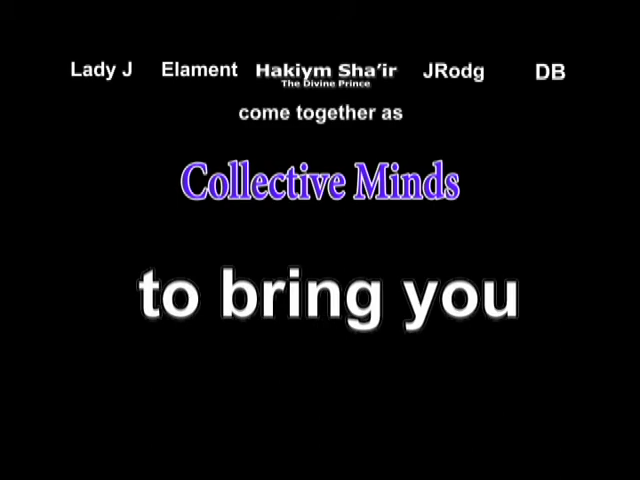 Lady J Elament Hakiym Sha'ir JRodg DB
The Divine Prince
come together as
Collective Minds
to bring you